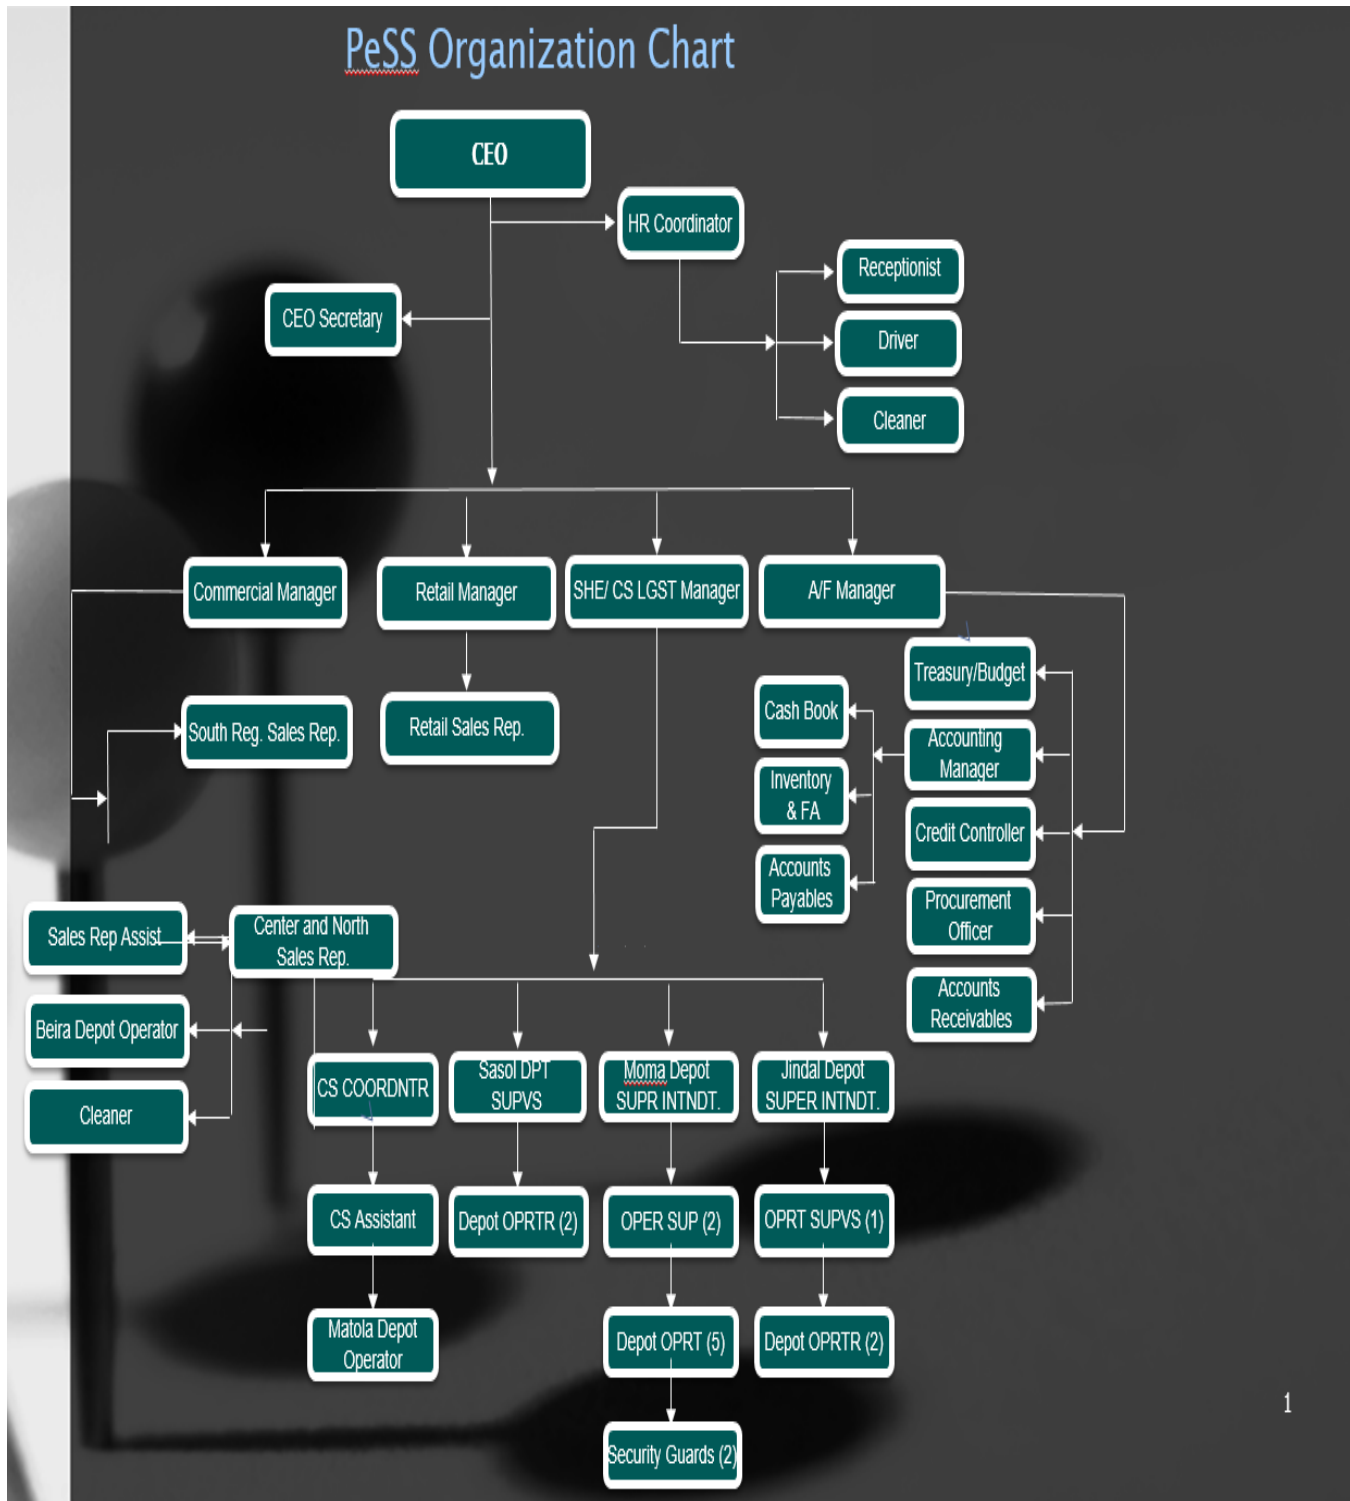 PeSS Organization Chart
CEO
HR Coordinator
Receptionist
CEO Secretary
Driver
Cleaner
Commercial Manager
Retail Manager
SHE/ CS LGST Manager
A/F Manager
Treasury/Budget
Cash Book
South Reg. Sales Rep.
Retail Sales Rep.
Accounting
Manager
Inventory
& FA
Credit Controller
Accounts
Payables
Procurement
Officer
Sales Rep Assist
Center and North
Sales Rep.
Accounts
Receivables
Beira Depot Operator
CS COORDNTR
Sasol DPT
SUPVS
Moma Depot
SUPR INTNDT.
Jindal Depot
SUPER INTNDT.
Cleaner
CS Assistant
Depot OPRTR (2)
OPER SUP (2)
OPRT SUPVS (1)
Matola Depot
Operator
Depot OPRT (5)
Depot OPRTR (2)
Security Guards (2)
1